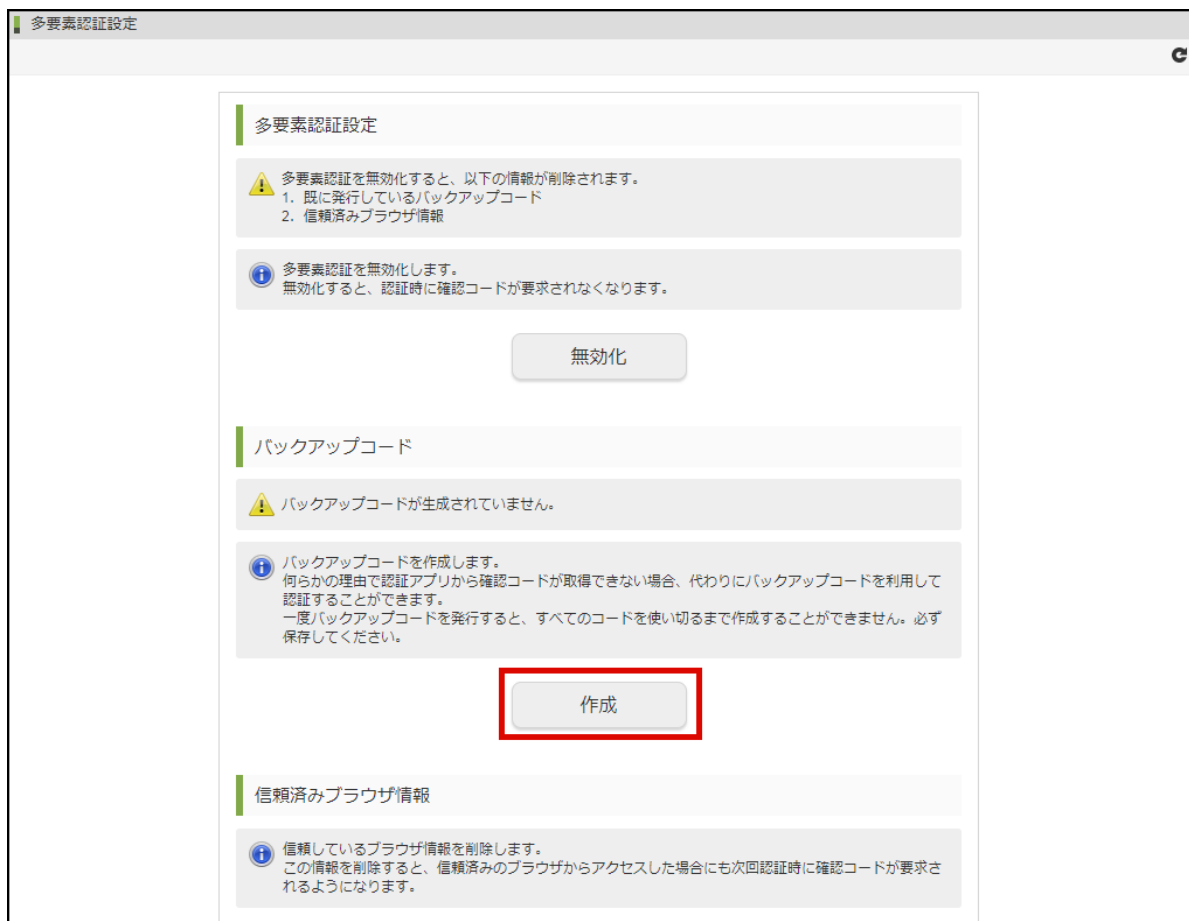 多要素認証設定
多要素認証設定
多要素認証を無効化すると、以下の情報が削除されます。
1. 既に発行しているバックアップコード
2. 信頼済みブラウザ情報
多要素認証を無効化します。
無効化すると、認証時に確認コードが要求されなくなります。
無効化
バックアップコード
バックアップコードが生成されていません。
バックアップコードを作成します。
何らかの理由で認証アプリから確認コードが取得できない場合、代わりにバックアップコードを利用して
認証することができます。
一度バックアップコードを発行すると、すべてのコードを使い切るまで作成することができません。必ず
保存してください。
作成
信頼済みブラウザ情報
信頼しているブラウザ情報を削除します。
この情報を削除すると、信頼済みのブラウザからアクセスした場合にも次回認証時に確認コードが要求さ
れるようになります。